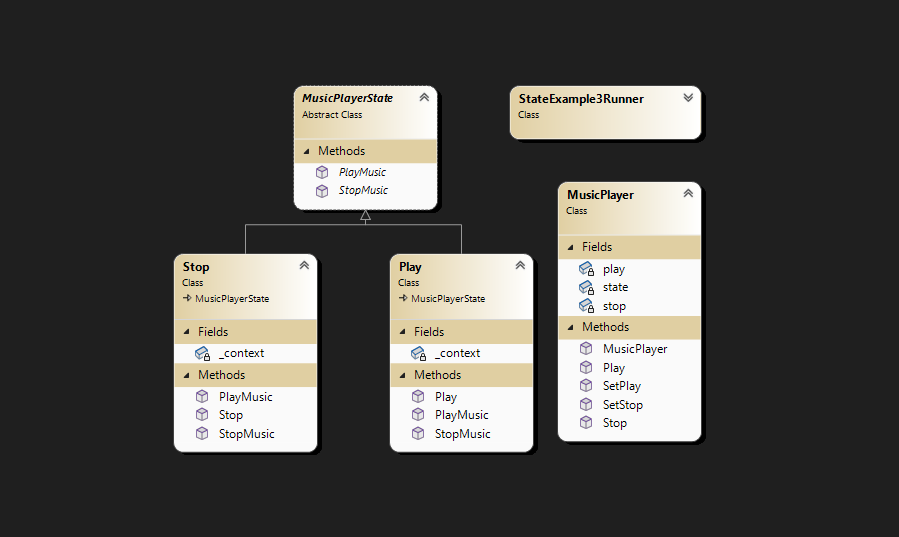 MusicPlayerState
Abstract Class
Methods
PlayMusic
StopMusic
StateExample3Runner
Class
Stop
Class
MusicPlayerState
Fields
_context
Methods
PlayMusic
Stop
StopMusic
Play
Class
MusicPlayerState
Fields
_context
Methods
Play
PlayMusic
StopMusic
MusicPlayer
Class
Fields
play
state
stop
Methods
MusicPlayer
Play
SetPlay
SetStop
Stop